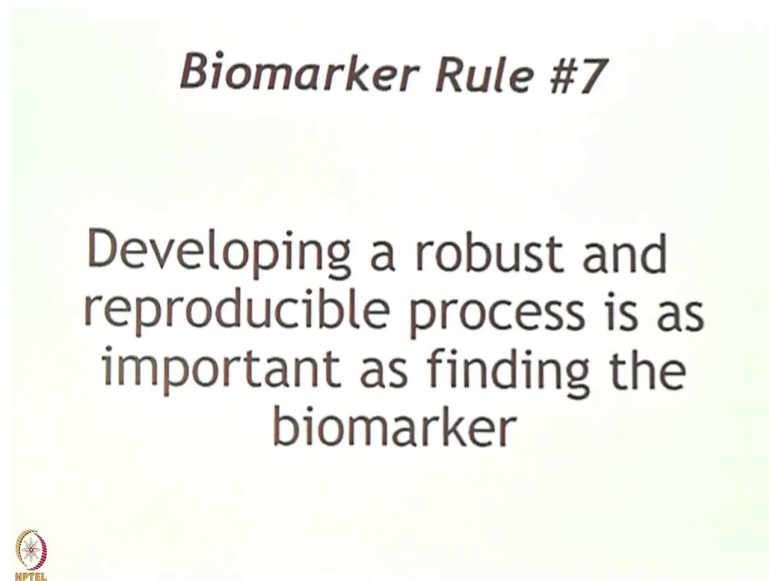 Biomarker Rule #7
Developing a robust and
reproducible process is as
important as finding the
biomarker
NPTEL